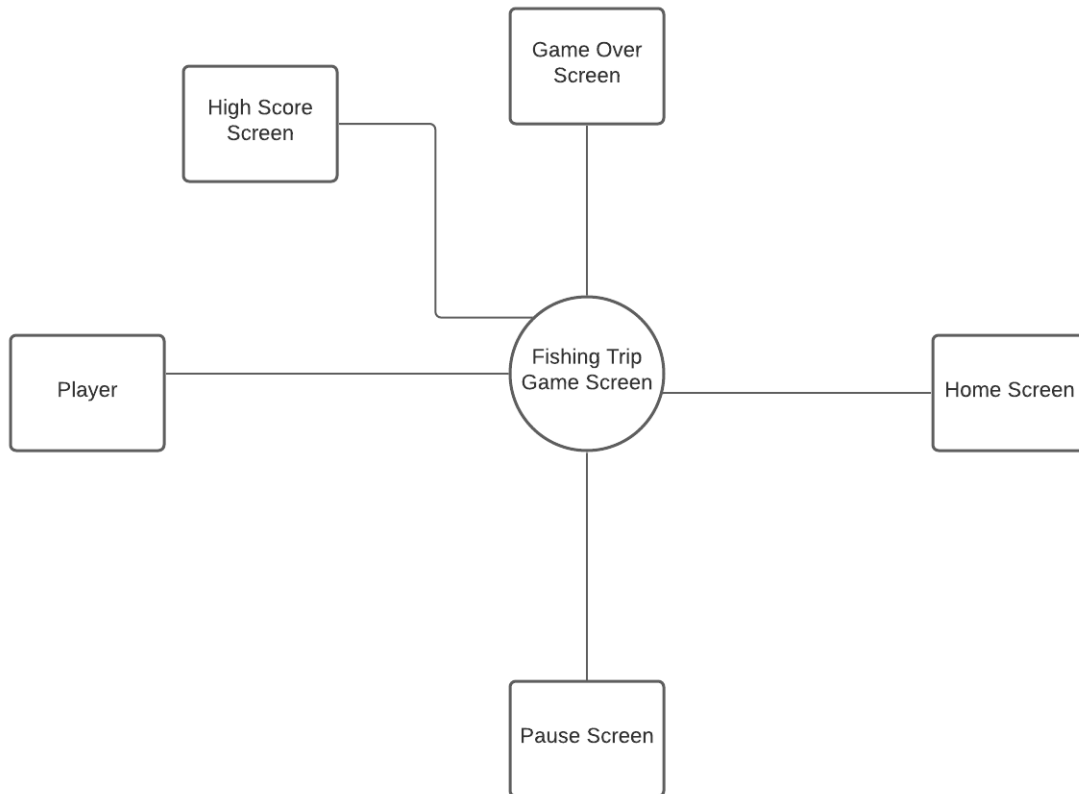 Game Over
Screen
High Score
Screen
Fishing Trip
Game Screen
Player
Home Screen
Pause Screen